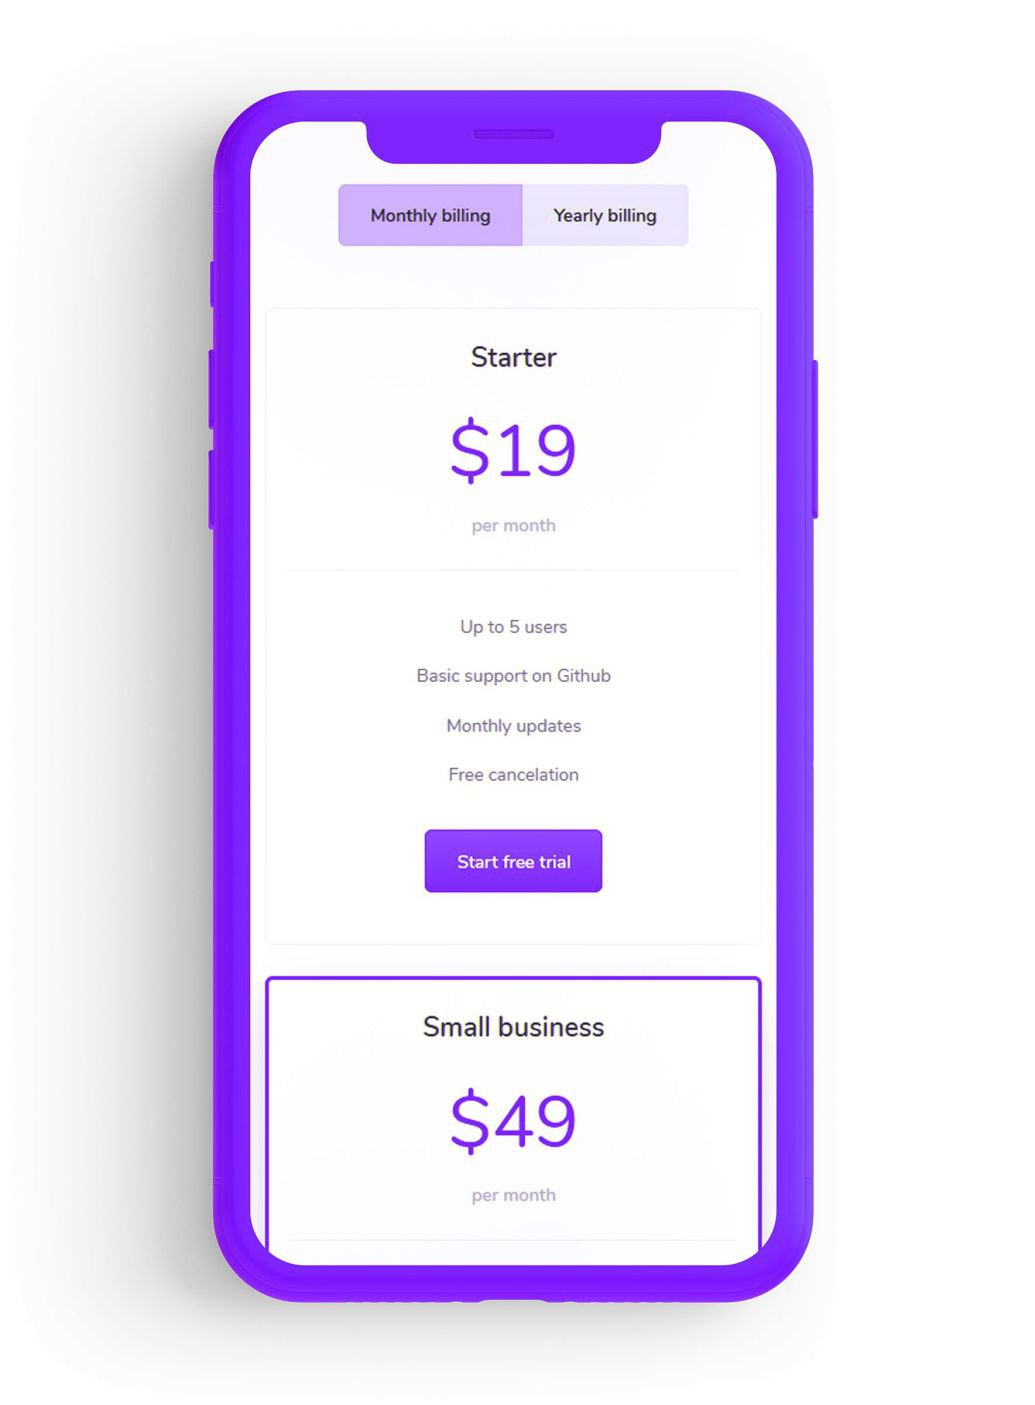 Monthly billing
Yearly billing
Starter
$19
per month
Up to 5 users
Basic support on Github
Monthly updates
Free cancelation
Start free trial
Small business
$49
per month